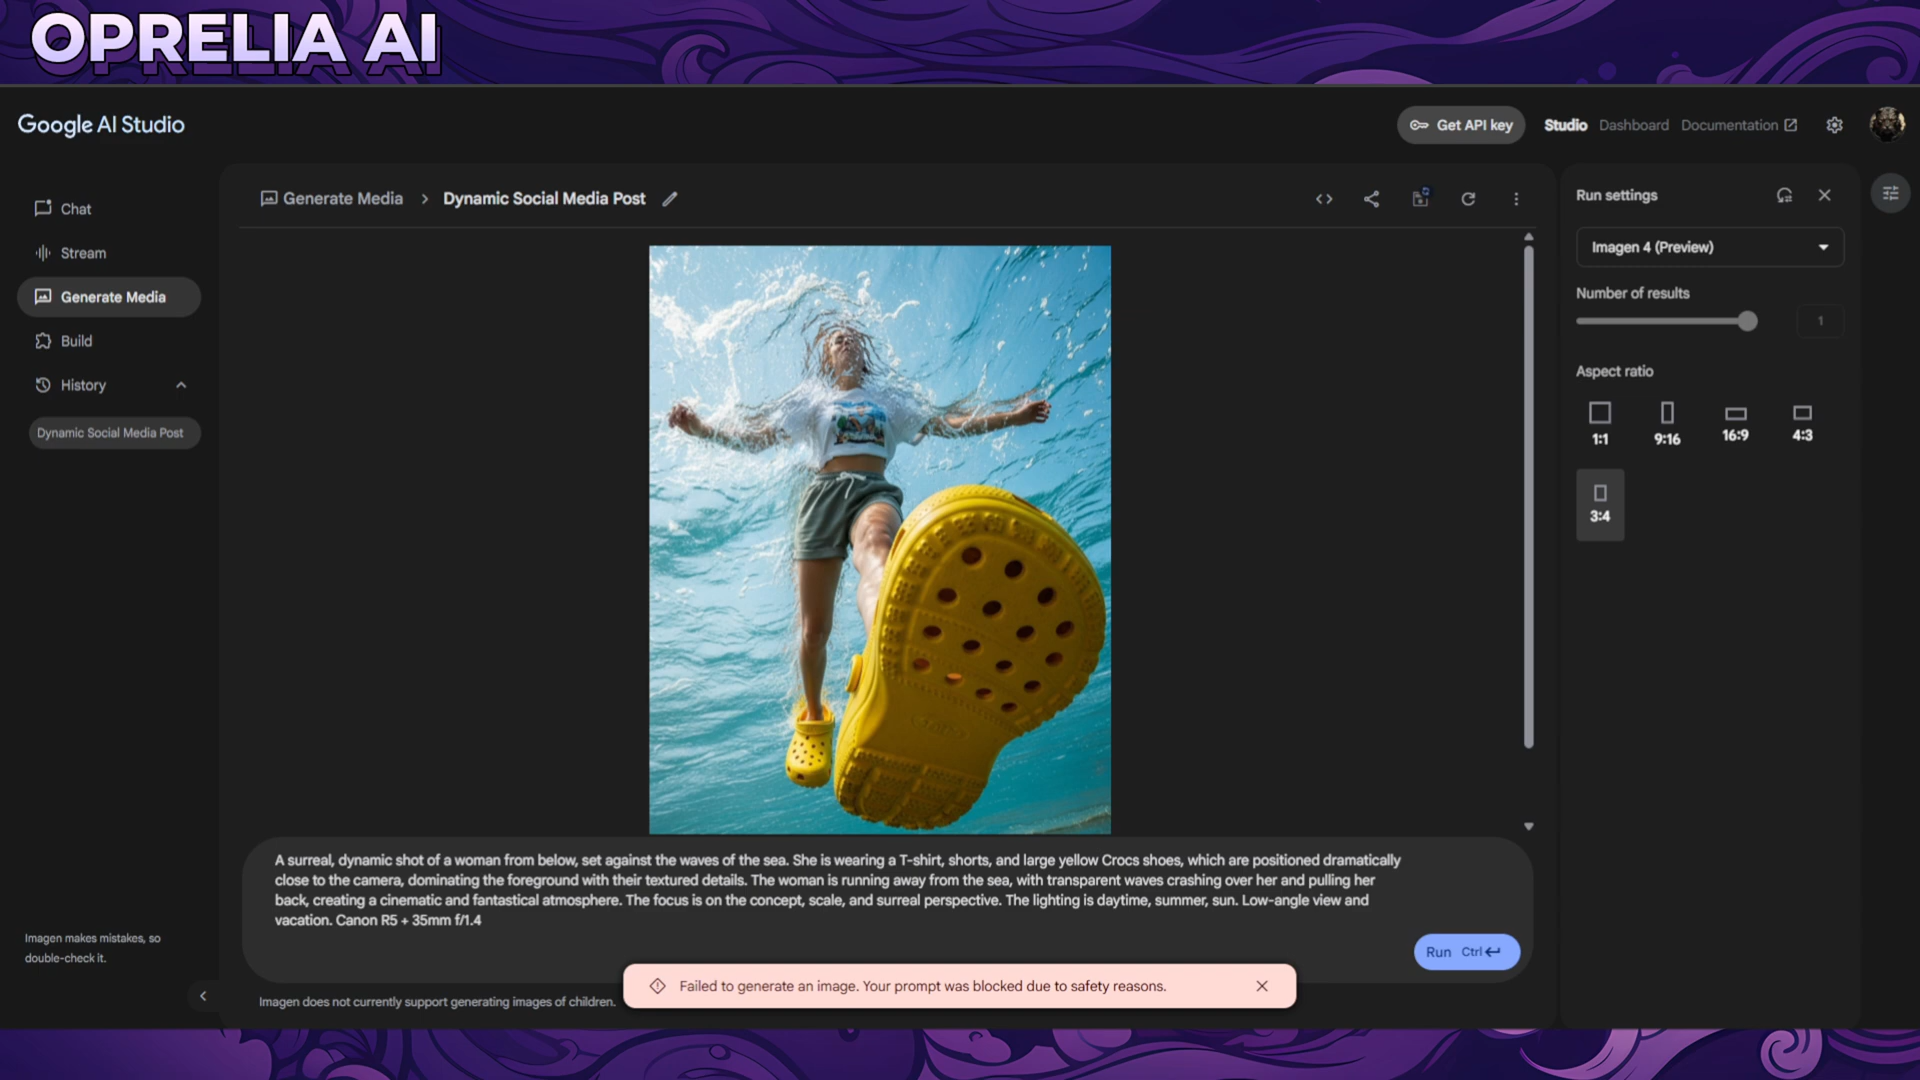 OPRELIA AI
Google AI Studio
Get API key
Studio
Dashboard
Documentation
Chat
Stream
Generate Media
Build
History
Dynamic Social Media Post
Imagen makes mistakes, so
double-check it.
Generate Media > Dynamic Social Media Post
A surreal, dynamic shot of a woman from below, set against the waves of the sea. She is wearing a T-shirt, shorts, and large yellow Crocs shoes, which are positioned dramatically
close to the camera, dominating the foreground with their textured details. The woman is running away from the sea, with transparent waves crashing over her and pulling her
back, creating a cinematic and fantastical atmosphere. The focus is on the concept, scale, and surreal perspective. The lighting is daytime, summer, sun. Low-angle view and
vacation. Canon R5 + 35mm f/1.4
Run Ctrl
Failed to generate an image. Your prompt was blocked due to safety reasons.
Imagen does not currently support generating images of children.
Run settings
Imagen 4 (Preview)
Number of results
1
Aspect ratio
1:1
9:16
16:9
4:3
3:4